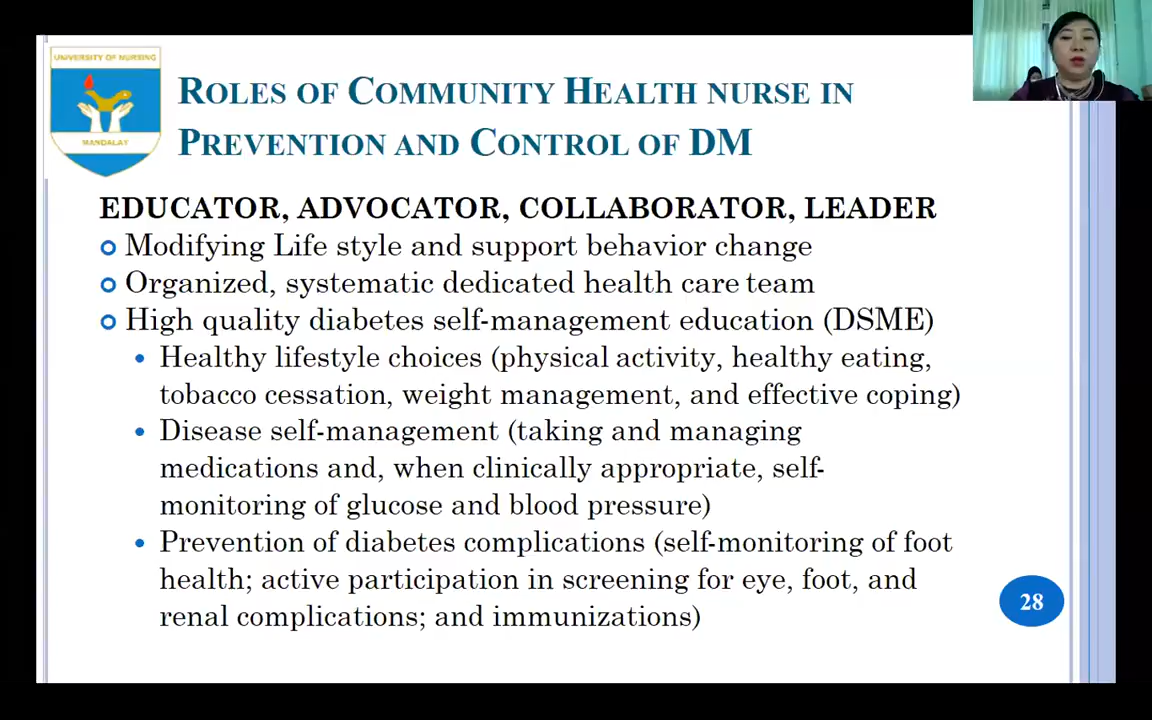 UNIVERSITY OF NURSING
MANDALAY
ROLES OF COMMUNITY HEALTH NURSE IN
PREVENTION AND CONTROL OF DM
EDUCATOR, ADVOCATOR, COLLABORATOR, LEADER
Modifying Life style and support behavior change
Organized, systematic dedicated health care team
High quality diabetes self-management education (DSME)
• Healthy lifestyle choices (physical activity, healthy eating,
tobacco cessation, weight management, and effective coping)
• Disease self-management (taking and managing
medications and, when clinically appropriate, self-
monitoring of glucose and blood pressure)
• Prevention of diabetes complications (self-monitoring of foot
health; active participation in screening for eye, foot, and
renal complications; and immunizations)
28